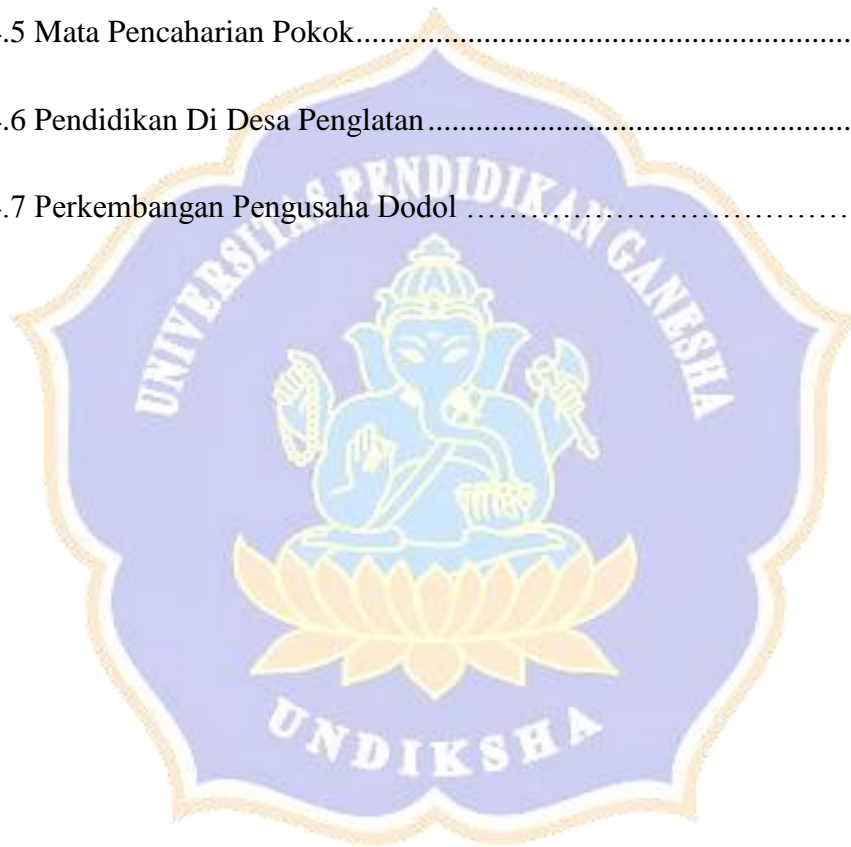 .5 Mata Pencaharian Pokok..............................................................
.6 Pendidikan Di Desa Penglatan.....................................................
.7 Perkembangan Pengusaha Dodol ………………………………
UNIVERSITAS PENDIDIKAN GANESHA
UNDIKSHA